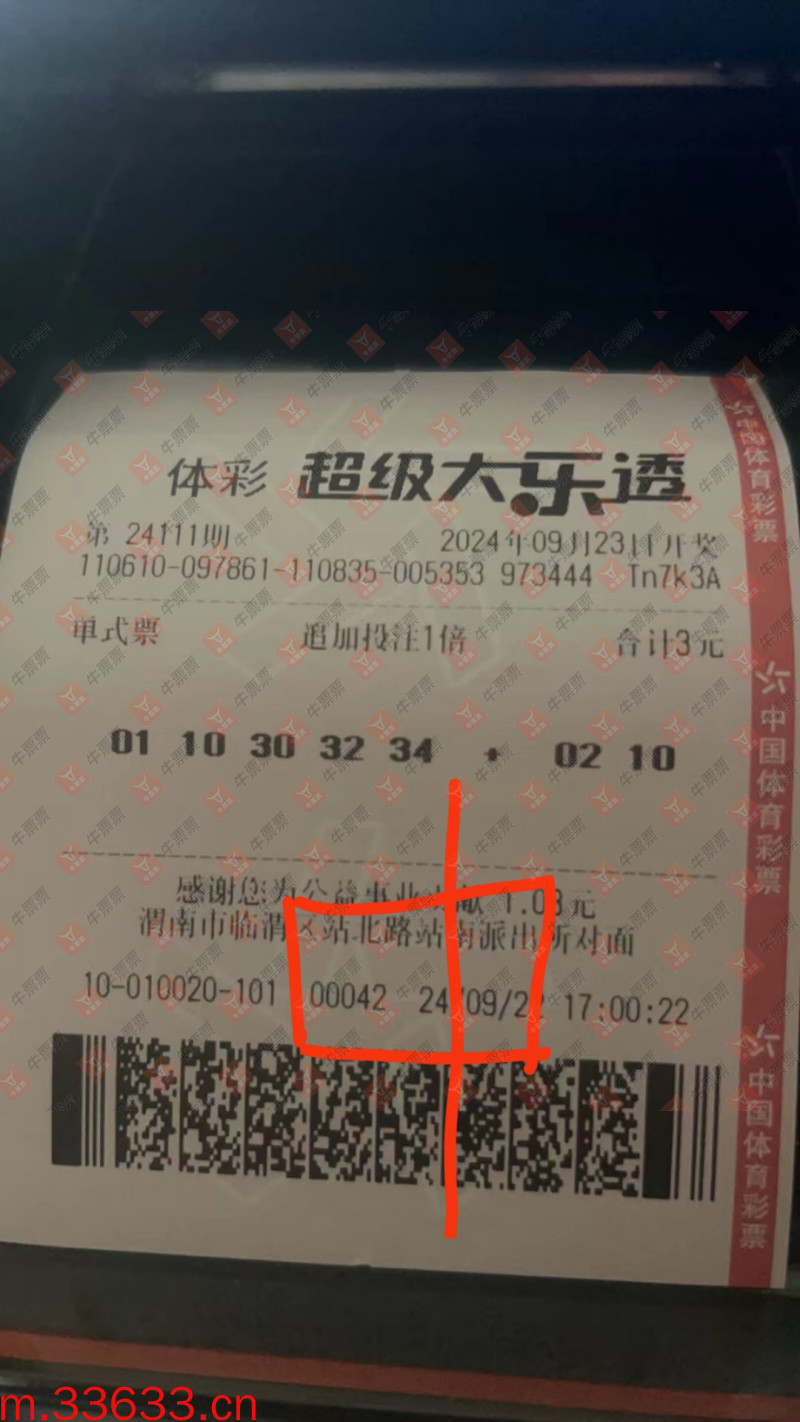 体彩 超级大乐透
第 24111期 2024年09月23日开奖
110610-097861-110835-005353 973444 Tn7k3A
单式票 追加投注1倍 合计3元
01 10 30 32 34 + 02 10
感谢您为公益事业贡献 1.08元
渭南市临渭区站北路站南派出所对面
10-010020-101 00042 24/09/2 17:00:22
中国体育彩票
中国体育彩票
中国体育彩票
牛票票
m.33633.cn